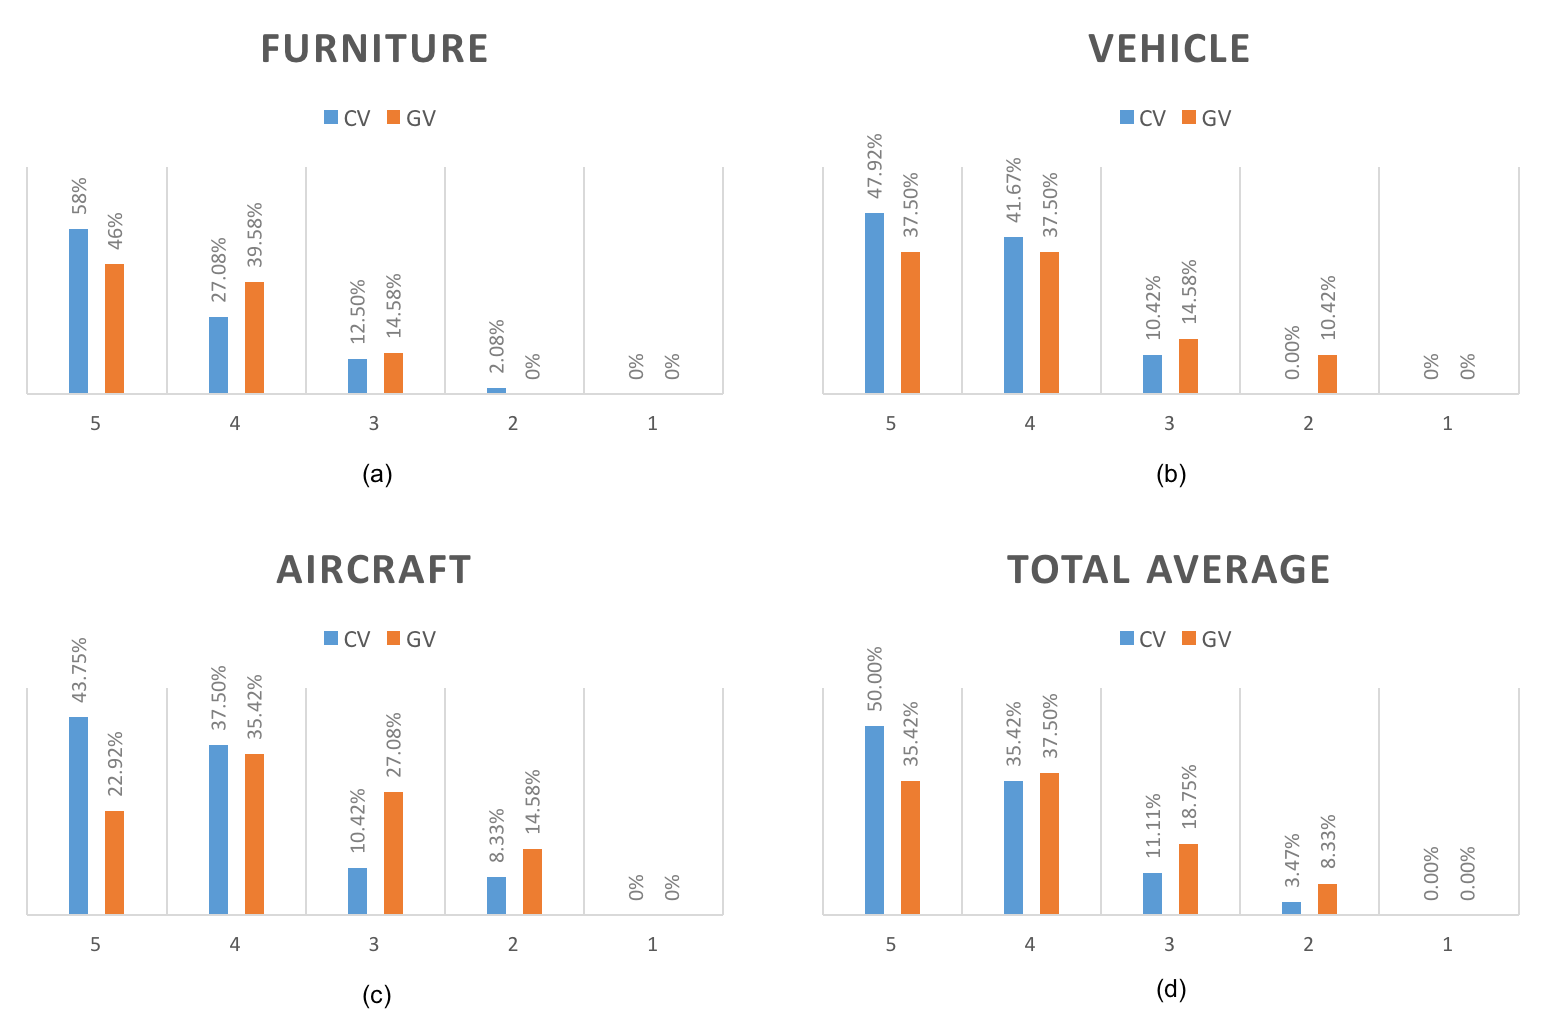 FURNITURE
CV GV
58% 46% 27.08% 39.58% 12.50% 14.58% 2.08% 0% 0% 0%
5 4 3 2 1
(a)
VEHICLE
CV GV
47.92% 37.50% 41.67% 37.50% 10.42% 14.58% 0.00% 10.42% 0% 0%
5 4 3 2 1
(b)
AIRCRAFT
CV GV
43.75% 22.92% 37.50% 35.42% 10.42% 27.08% 8.33% 14.58% 0% 0%
5 4 3 2 1
(c)
TOTAL AVERAGE
CV GV
50.00% 35.42% 35.42% 37.50% 11.11% 18.75% 3.47% 8.33% 0.00% 0.00%
5 4 3 2 1
(d)